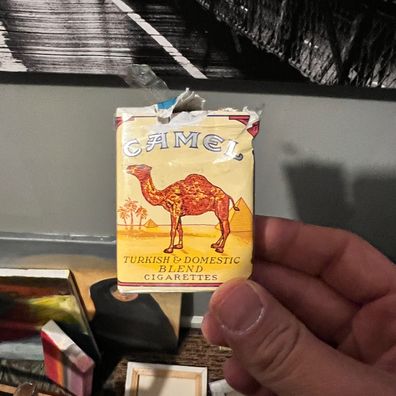 CAMEL
TURKISH & DOMESTIC
BLEND
CIGARETTES